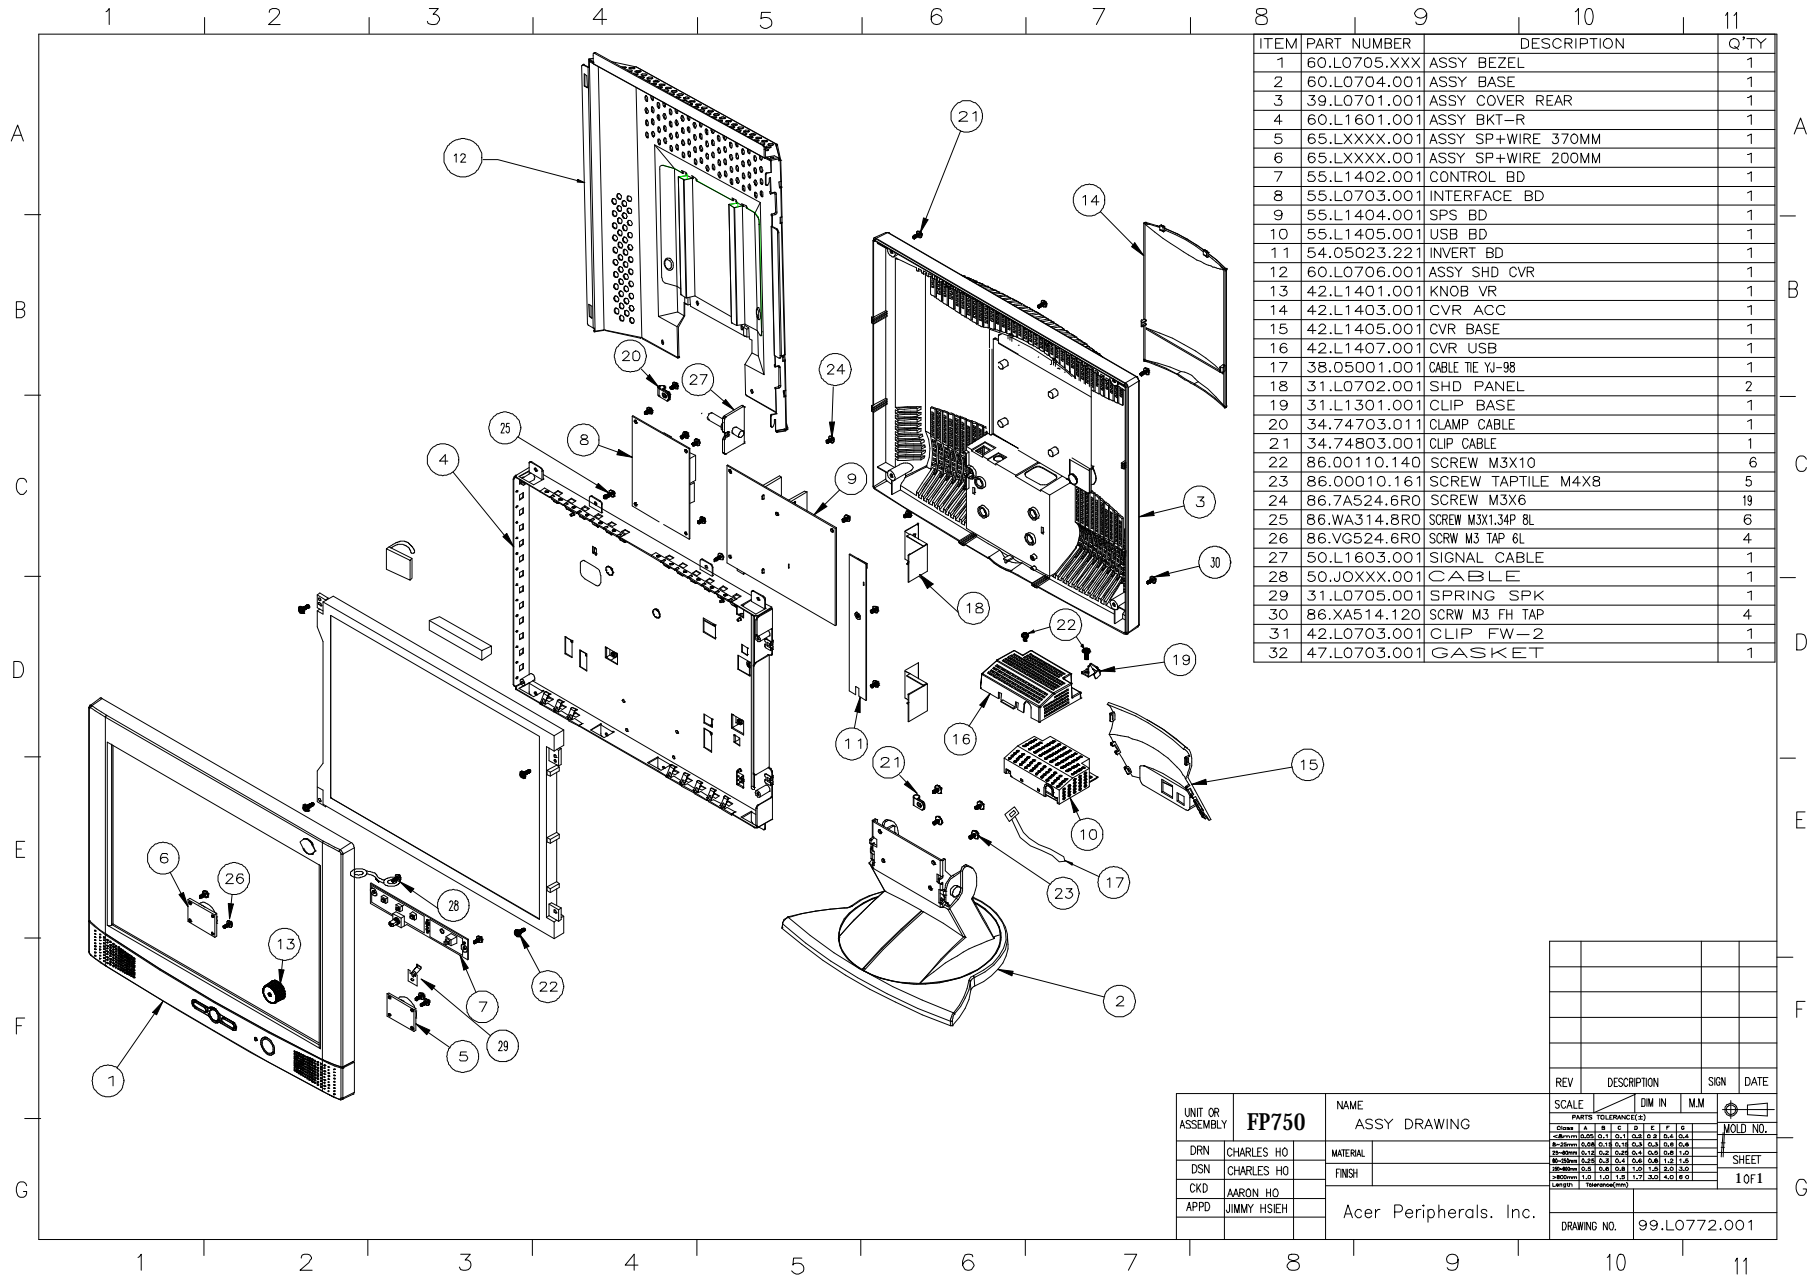 1 2 3 4 5 6 7 8 9 10 11
A
B
C
D
E
F
G
A
B
C
D
E
F
G
ITEM PART NUMBER DESCRIPTION Q'TY
1 60.L0705.XXX ASSY BEZEL 1
2 60.L0704.001 ASSY BASE 1
3 39.L0701.001 ASSY COVER REAR 1
4 60.L1601.001 ASSY BKT-R 1
5 65.LXXXX.001 ASSY SP+WIRE 370MM 1
6 65.LXXXX.001 ASSY SP+WIRE 200MM 1
7 55.L1402.001 CONTROL BD 1
8 55.L0703.001 INTERFACE BD 1
9 55.L1404.001 SPS BD 1
10 55.L1405.001 USB BD 1
11 54.05023.221 INVERT BD 1
12 60.L0706.001 ASSY SHD CVR 1
13 42.L1401.001 KNOB VR 1
14 42.L1403.001 CVR ACC 1
15 42.L1405.001 CVR BASE 1
16 42.L1407.001 CVR USB 1
17 38.05001.001 CABLE TIE YJ-98 1
18 31.L0702.001 SHD PANEL 2
19 31.L1301.001 CLIP BASE 1
20 34.74703.011 CLAMP CABLE 1
21 34.74803.001 CLIP CABLE 1
22 86.00110.140 SCREW M3X10 6
23 86.00010.161 SCREW TAPTILE M4X8 5
24 86.7A524.6R0 SCREW M3X6 19
25 86.WA314.8R0 SCREW M3X1.34P 8L 6
26 86.VG524.6R0 SCRW M3 TAP 6L 4
27 50.L1603.001 SIGNAL CABLE 1
28 50.JOXXX.001 CABLE 1
29 31.L0705.001 SPRING SPK 1
30 86.XA514.120 SCRW M3 FH TAP 4
31 42.L0703.001 CLIP FW-2 1
32 47.L0703.001 GASKET 1
21
12
14
20
27
24
25
8
4
9
3
30
18
22
19
11
16
21
15
10
6
26
28
23
17
13
22
7
2
29
5
1
REV DESCRIPTION SIGN DATE
UNIT OR ASSEMBLY FP750
NAME
ASSY DRAWING
DRN CHARLES HO
DSN CHARLES HO
CKD AARON HO
APPD JIMMY HSIEH
MATERIAL
FINISH
Acer Peripherals. Inc.
SCALE DIM IN M.M
PARTS TOLERANCE(±)
Class A B C D E F G
Length Tolerance(mm)
MOLD NO.
SHEET
1 OF 1
DRAWING NO. 99.L0772.001
1 2 3 4 5 6 7 8 9 10 11